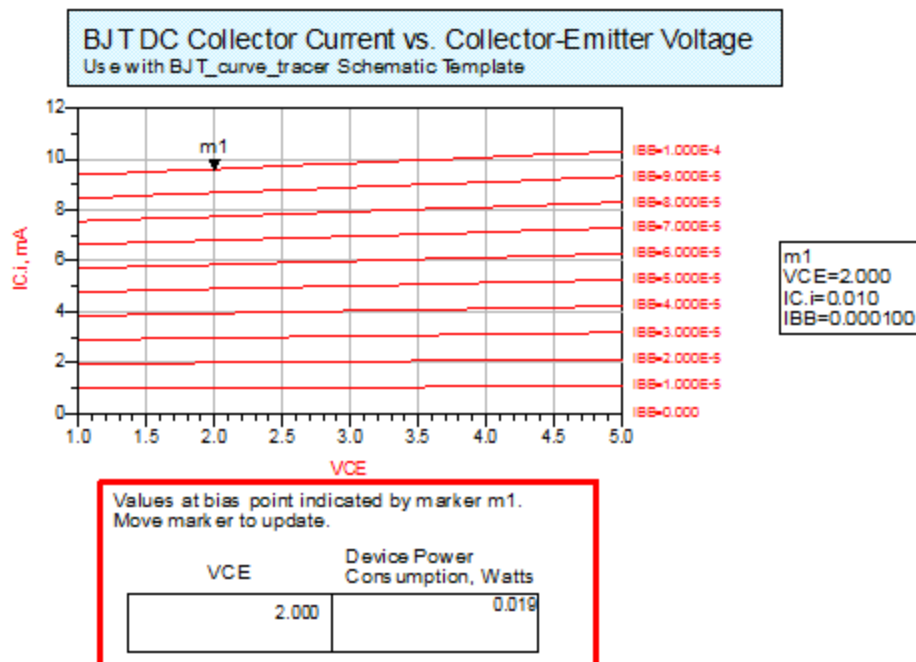 BJT DC Collector Current vs. Collector-Emitter Voltage
Use with BJT_curve_tracer Schematic Template
12
10
8
6
4
2
0
IC.i, mA
m1
IBB=1.000E-4
IBB=9.000E-5
IBB=8.000E-5
IBB=7.000E-5
IBB=6.000E-5
IBB=5.000E-5
IBB=4.000E-5
IBB=3.000E-5
IBB=2.000E-5
IBB=1.000E-5
IBB=0.000
1.0 1.5 2.0 2.5 3.0 3.5 4.0 4.5 5.0
VCE
m1
VCE=2.000
IC.i=0.010
IBB=0.000100
Values at bias point indicated by marker m1.
Move marker to update.
VCE Device Power
Consumption, Watts
2.000 0.019